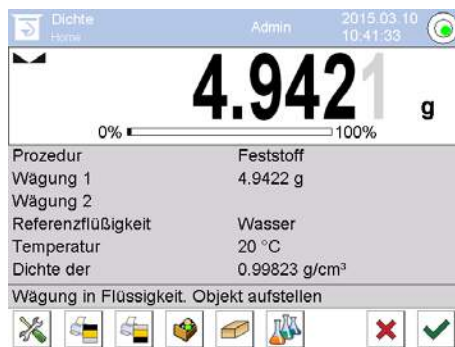 Dichte
Home
Admin
2015.03.10
10:41:33
4.9421 g
0% 100%
Prozedur Feststoff
Wägung 1 4.9422 g
Wägung 2
Referenzflüßigkeit Wasser
Temperatur 20 °C
Dichte der 0.99823 g/cm³
Wägung in Flüssigkeit. Objekt aufstellen